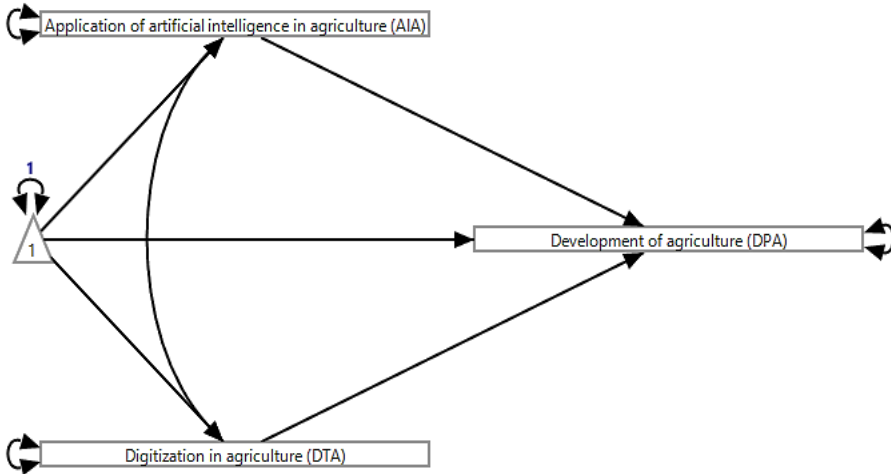 Application of artificial intelligence in agriculture (AIA)
1
1
Development of agriculture (DPA)
Digitization in agriculture (DTA)